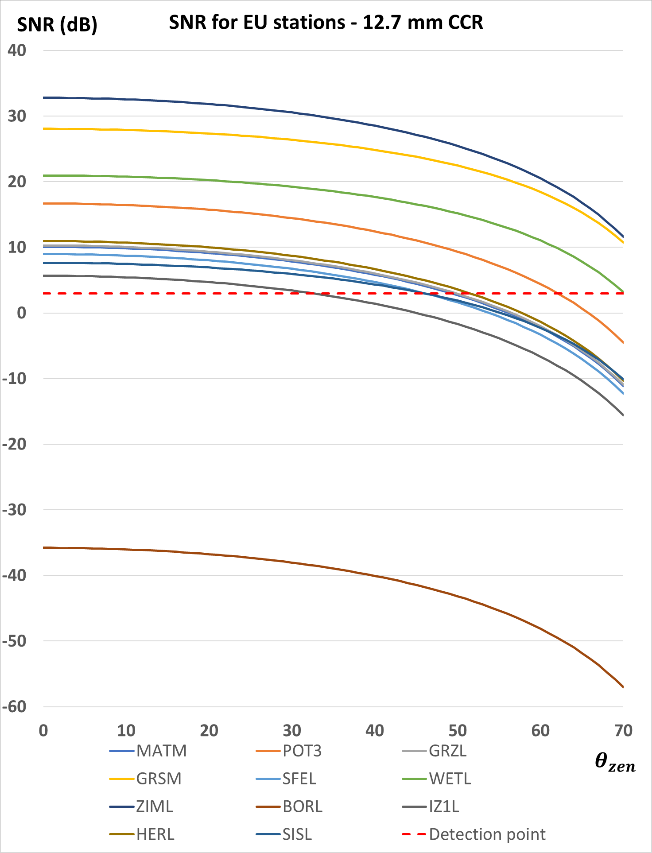 SNR (dB)
SNR for EU stations - 12.7 mm CCR
40
30
20
10
0
-10
-20
-30
-40
-50
-60
0 10 20 30 40 50 60 70
θzen
MATM POT3 GRZL
GRSM SFEL WETL
ZIML BORL IZ1L
HERL SISL Detection point